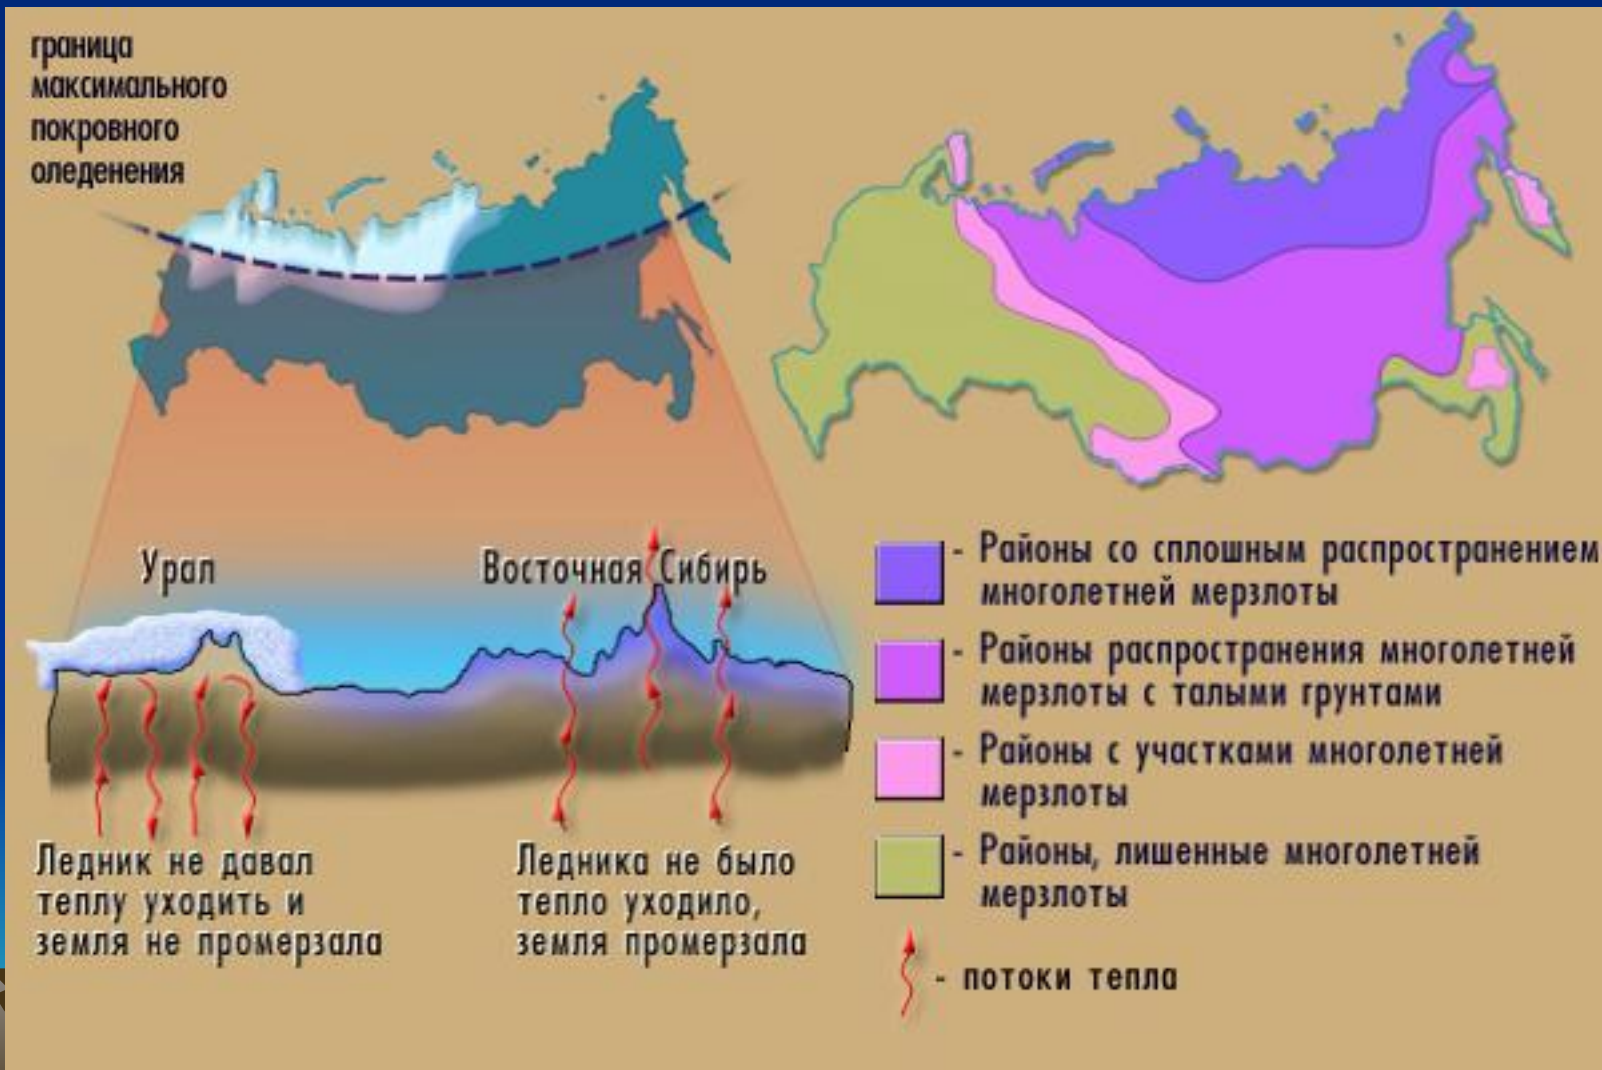 граница
максимального
покровного
оледенения
Урал
Восточная Сибирь
Ледник не давал
теплу уходить и
земля не промерзала
Ледника не было
тепло уходило,
земля промерзала
- Районы со сплошным распространением
многолетней мерзлоты
- Районы распространения многолетней
мерзлоты с талыми грунтами
- Районы с участками многолетней
мерзлоты
- Районы, лишенные многолетней
мерзлоты
- потоки тепла